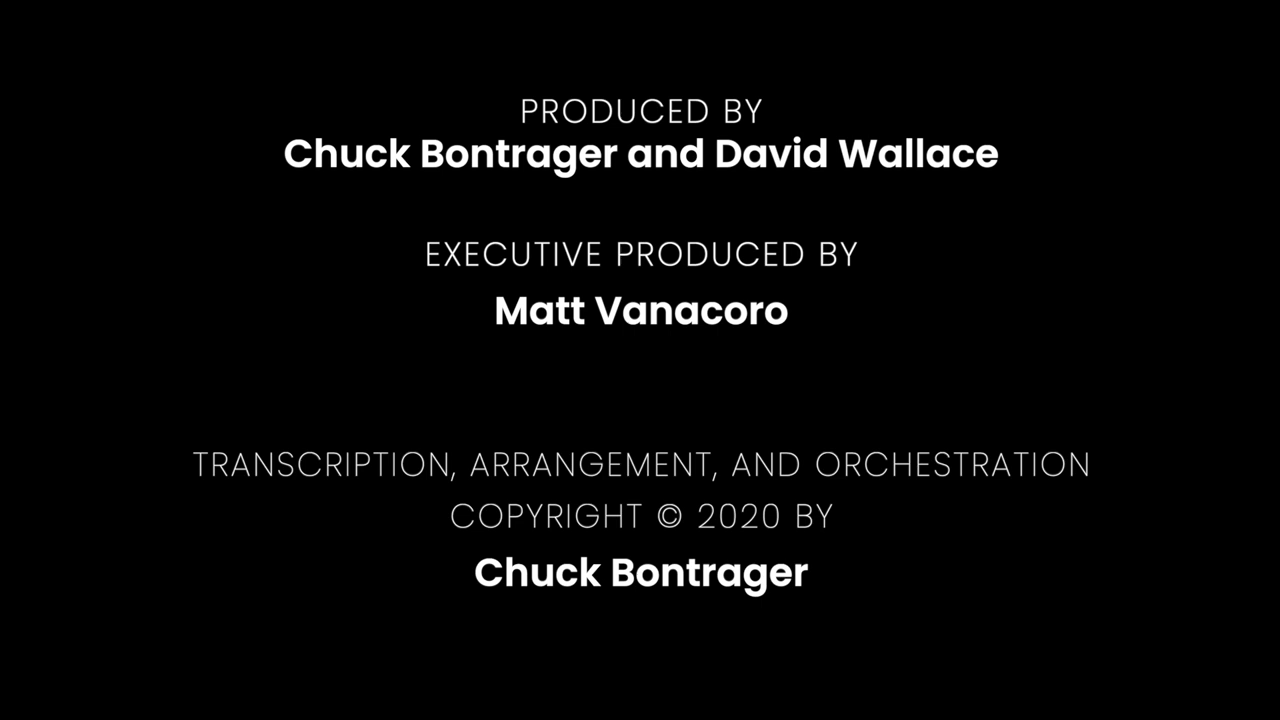 PRODUCED BY
Chuck Bontrager and David Wallace
EXECUTIVE PRODUCED BY
Matt Vanacoro
TRANSCRIPTION, ARRANGEMENT, AND ORCHESTRATION
COPYRIGHT © 2020 BY
Chuck Bontrager